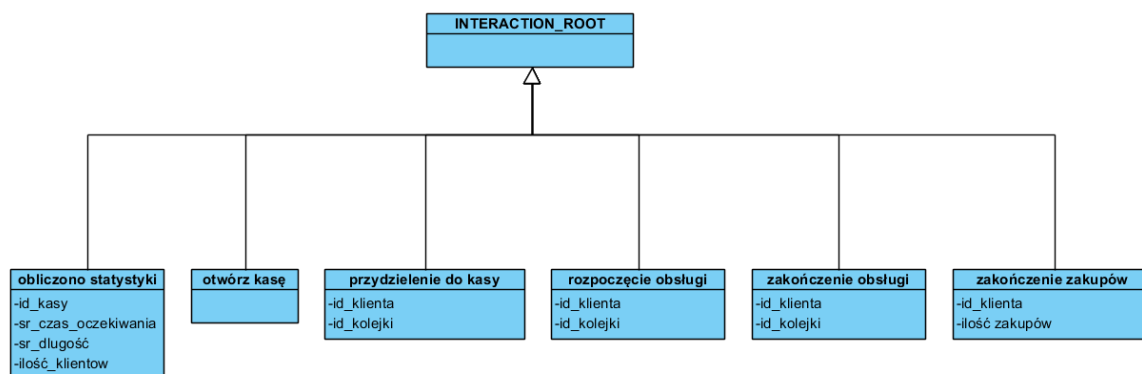 INTERACTION_ROOT
obliczono statystyki
-id_kasy
-sr_czas_oczekiwania
-sr_dlugość
-ilość_klientow
otwórz kasę
przydzielenie do kasy
-id_klienta
-id_kolejki
rozpoczęcie obsługi
-id_klienta
-id_kolejki
zakończenie obsługi
-id_klienta
-id_kolejki
zakończenie zakupów
-id_klienta
-ilość zakupów